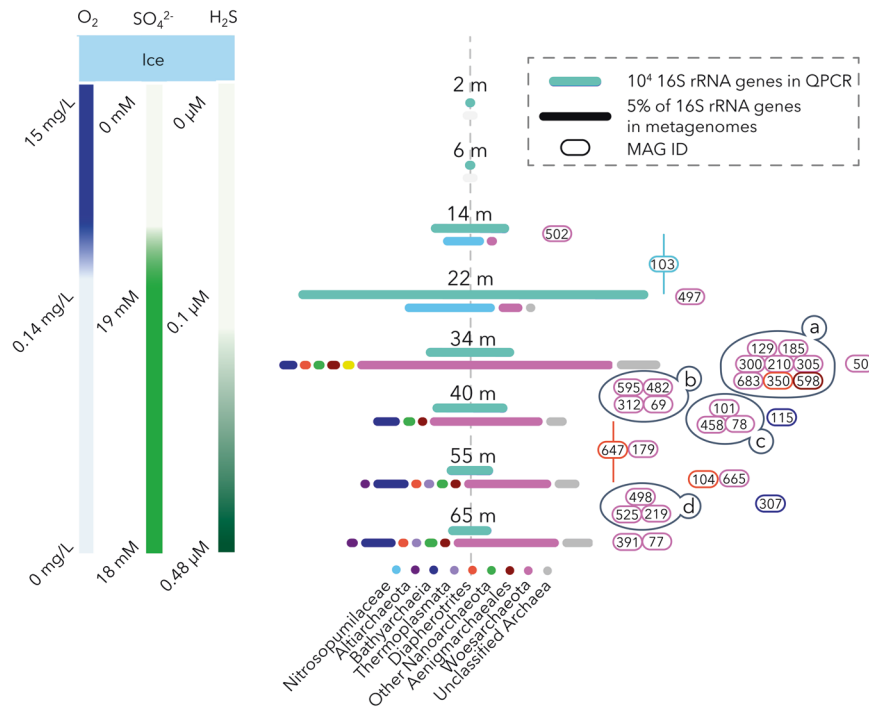 O2 SO4 2- H2S
Ice
15 mg/L 0 mM 0 µM
0.14 mg/L 19 mM 0.1 µM
0 mg/L 18 mM 0.48 µM
10⁴ 16S rRNA genes in QPCR
5% of 16S rRNA genes
in metagenomes
MAG ID
2 m
6 m
14 m
502
103
22 m
497
34 m
a
129 185
300 210 305
683 350 598
50
b
595 482
312 69
40 m
101
458 78
c
115
647 179
55 m
104 665
307
498
525 219
d
65 m
391 77
Nitrosopumilaceae
Altiarchaeota
Bathyarchaeia
Thermoplasmata
Diapherotrites
Other Nanoarchaeota
Aenigmarchaeales
Woesarchaeota
Unclassified Archaea